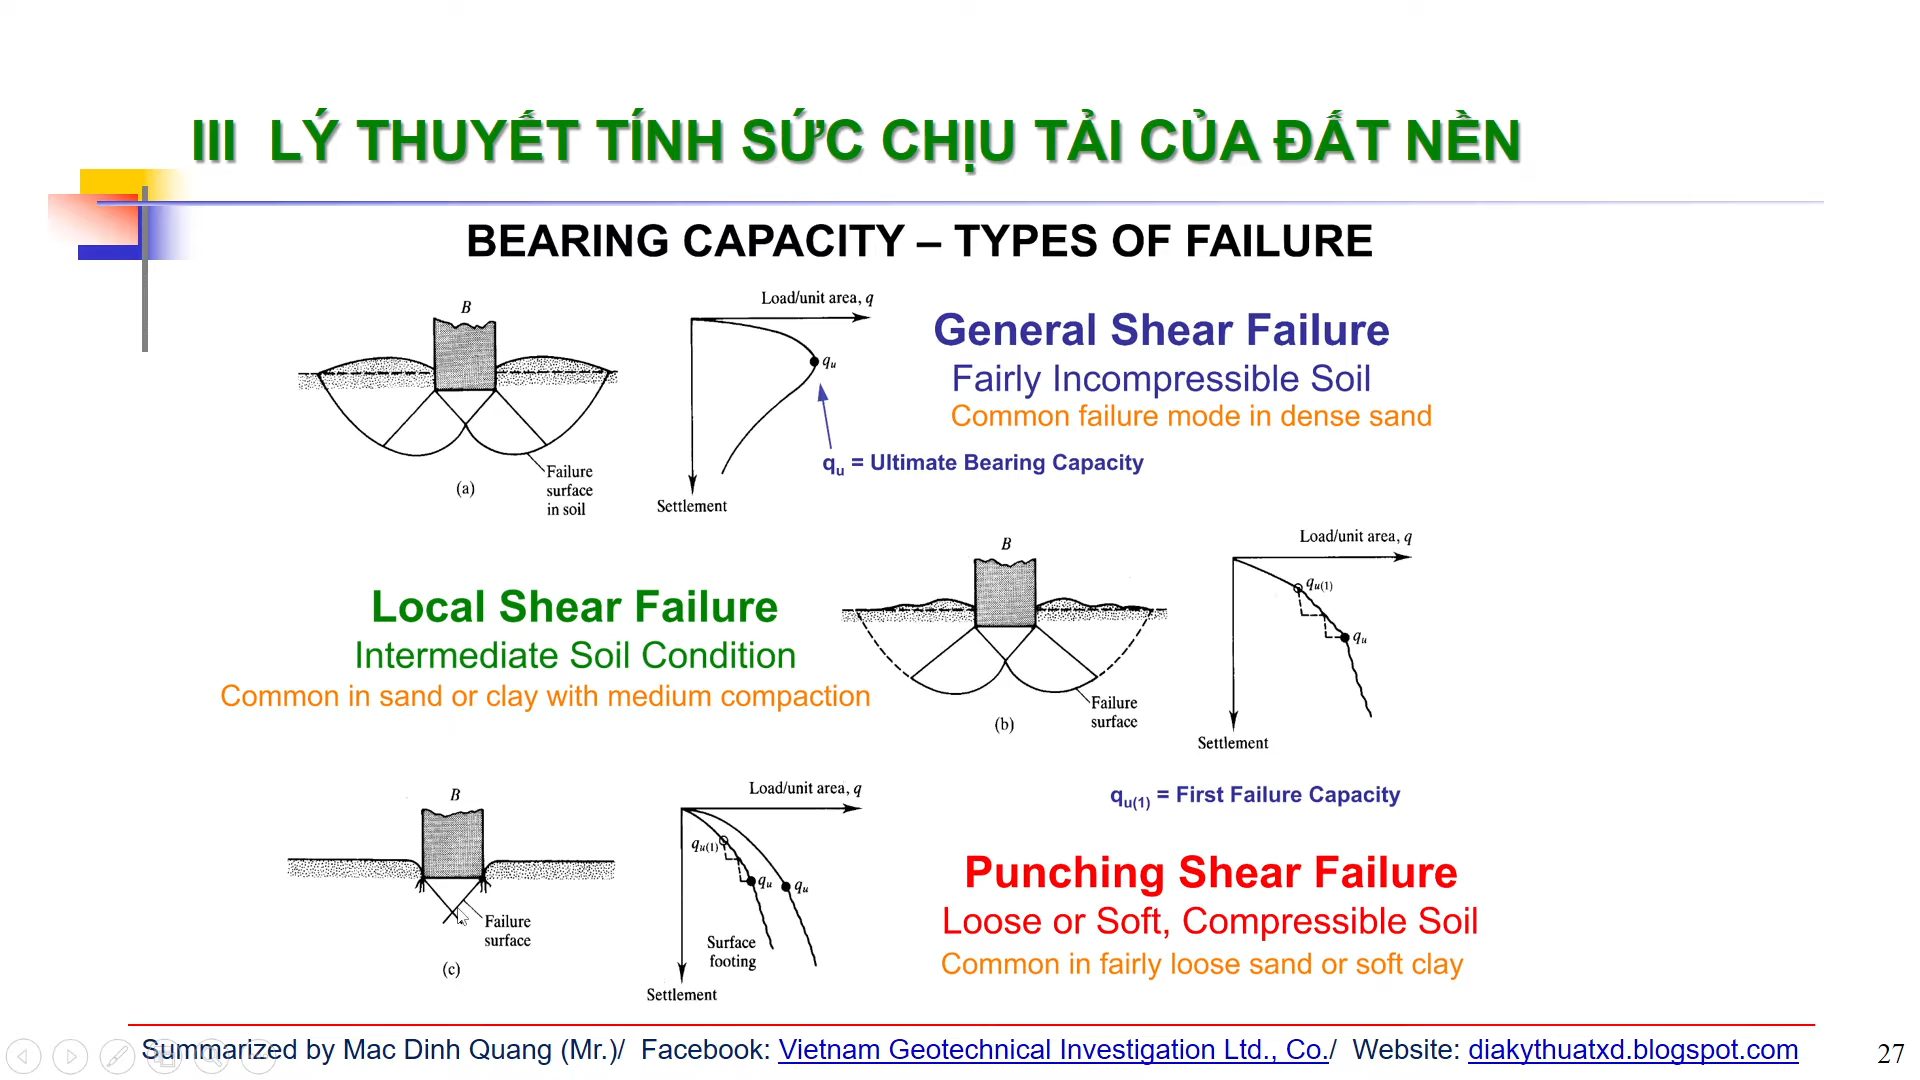 III LÝ THUYẾT TÍNH SỨC CHỊU TẢI CỦA ĐẤT NỀN
BEARING CAPACITY – TYPES OF FAILURE
B
Load/unit area, q
qu
Settlement
Failure
surface
in soil
(a)
General Shear Failure
Fairly Incompressible Soil
Common failure mode in dense sand
qu = Ultimate Bearing Capacity
Local Shear Failure
Intermediate Soil Condition
Common in sand or clay with medium compaction
B
Failure
surface
(b)
Load/unit area, q
qu(1)
qu
Settlement
qu(1) = First Failure Capacity
B
Failure
surface
(c)
Load/unit area, q
qu(1)
qu
qu
Surface
footing
Settlement
Punching Shear Failure
Loose or Soft, Compressible Soil
Common in fairly loose sand or soft clay
Summarized by Mac Dinh Quang (Mr.)/ Facebook: Vietnam Geotechnical Investigation Ltd., Co./ Website: diakythuatxd.blogspot.com
27